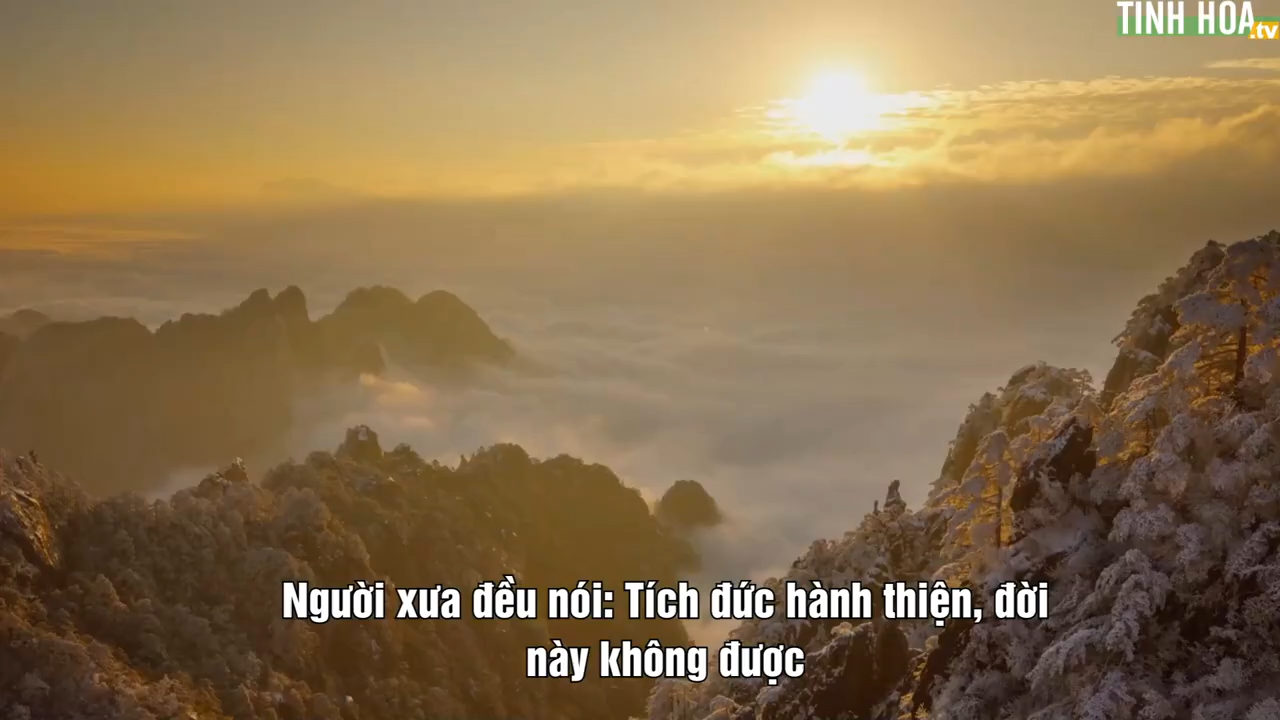 TINH HOA
.tv
Người xưa đều nói: Tích đức hành thiện, đời
này không được